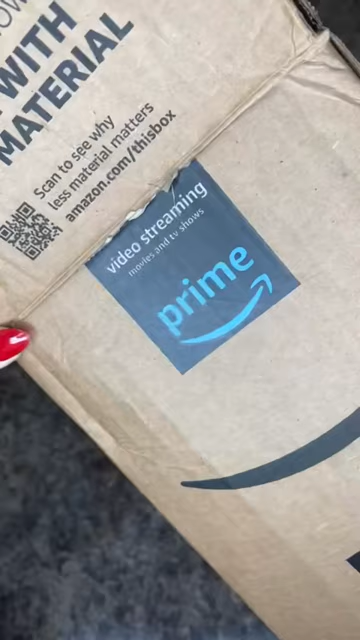 WITH
MATERIAL
Scan to see why
less material matters
amazon.com/thisbox
video streaming
movies and tv shows
prime